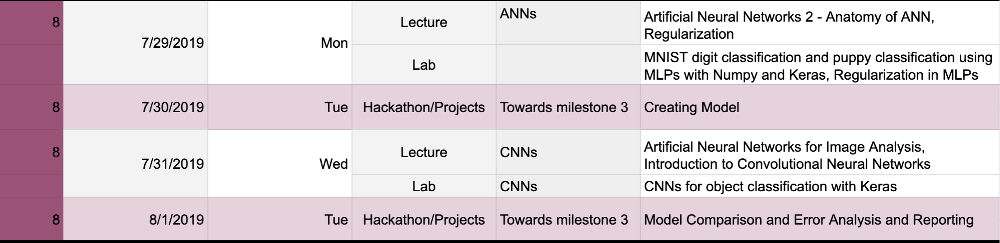 8
7/29/2019
Mon
Lecture
ANNs
Artificial Neural Networks 2 - Anatomy of ANN,
Regularization
Lab
MNIST digit classification and puppy classification using
MLPs with Numpy and Keras, Regularization in MLPs
8
7/30/2019
Tue
Hackathon/Projects
Towards milestone 3
Creating Model
8
7/31/2019
Wed
Lecture
CNNs
Artificial Neural Networks for Image Analysis,
Introduction to Convolutional Neural Networks
Lab
CNNs
CNNs for object classification with Keras
8
8/1/2019
Tue
Hackathon/Projects
Towards milestone 3
Model Comparison and Error Analysis and Reporting